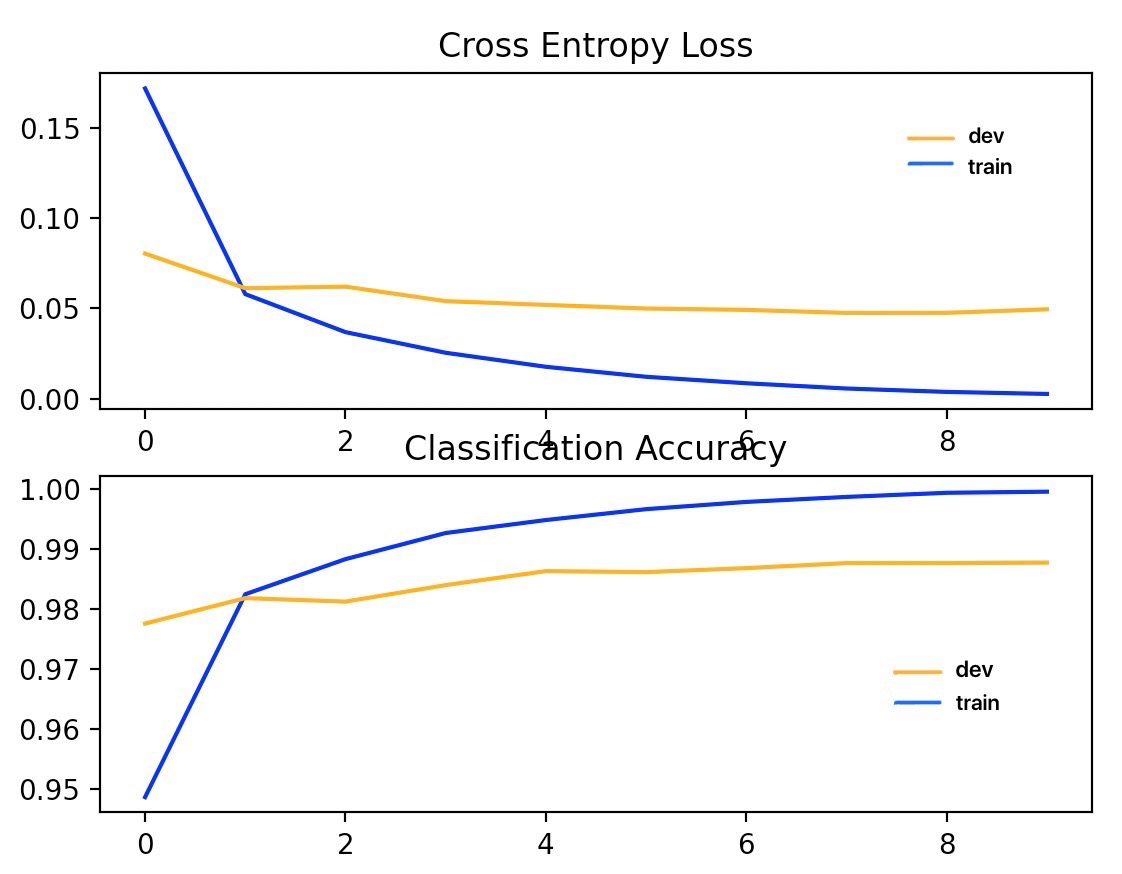 Cross Entropy Loss
0.15
0.10
0.05
0.00
dev
train
0 2 4 6 8
Classification Accuracy
1.00
0.99
0.98
0.97
0.96
0.95
dev
train
0 2 4 6 8